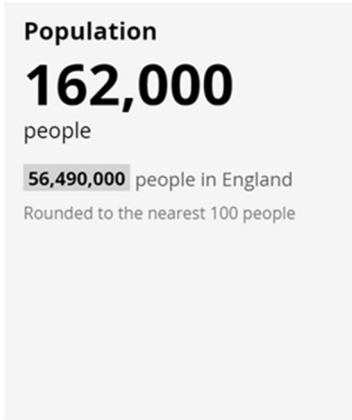 Population
162,000
people
56,490,000 people in England
Rounded to the nearest 100 people